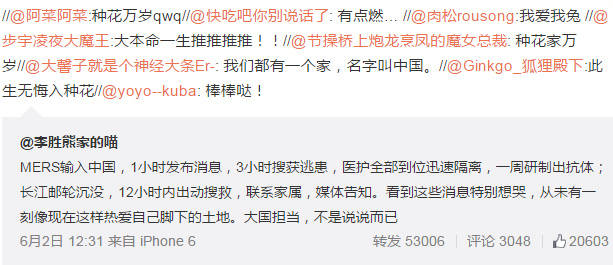 //@阿菜阿菜:种花万岁qwq//@快吃吧你别说话了: 有点燃… //@肉松rousong:我爱我兔 //@
步宇凌夜大魔王:大本命一生推推推推！！//@节操桥上炮龙烹凤的魔女总裁: 种花家万
岁//@大馨子就是个神经大条Er-: 我们都有一个家，名字叫中国。//@Ginkgo_狐狸殿下:此
生无悔入种花//@yoyo--kuba: 棒棒哒！
@李胜熊家的喵
MERS输入中国，1小时发布消息，3小时搜获逃患，医护全部到位迅速隔离，一周研制出抗体；
长江邮轮沉没，12小时内出动搜救，联系家属，媒体告知。看到这些消息特别想哭，从未有一
刻像现在这样热爱自己脚下的土地。大国担当，不是说说而已
6月2日 12:31 来自 iPhone 6 转发 53006 评论 3048 20603